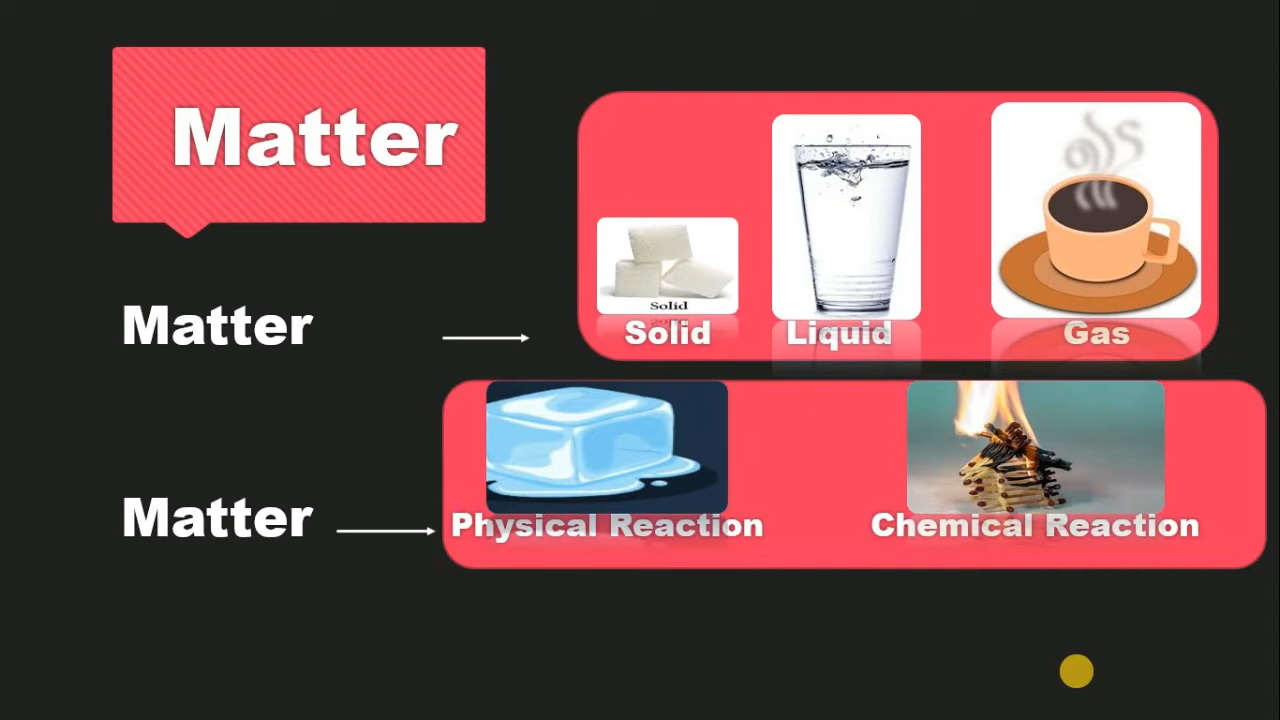 Matter
Solid
Matter
Solid
Liquid
Gas
Matter
Physical Reaction
Chemical Reaction